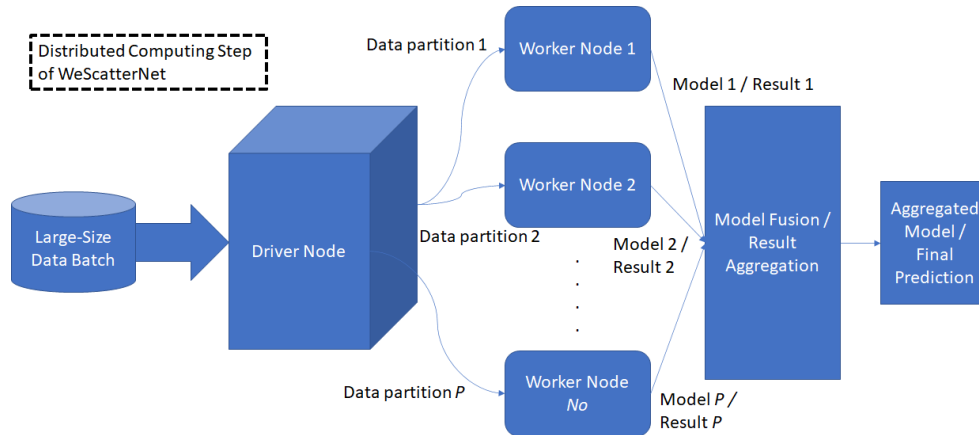 Distributed Computing Step
of WeScatterNet
Large-Size
Data Batch
Driver Node
Data partition 1
Data partition 2
Data partition P
Worker Node 1
Worker Node 2
.
.
.
.
Worker Node
No
Model 1 / Result 1
Model 2 /
Result 2
Model P /
Result P
Model Fusion /
Result
Aggregation
Aggregated
Model /
Final
Prediction